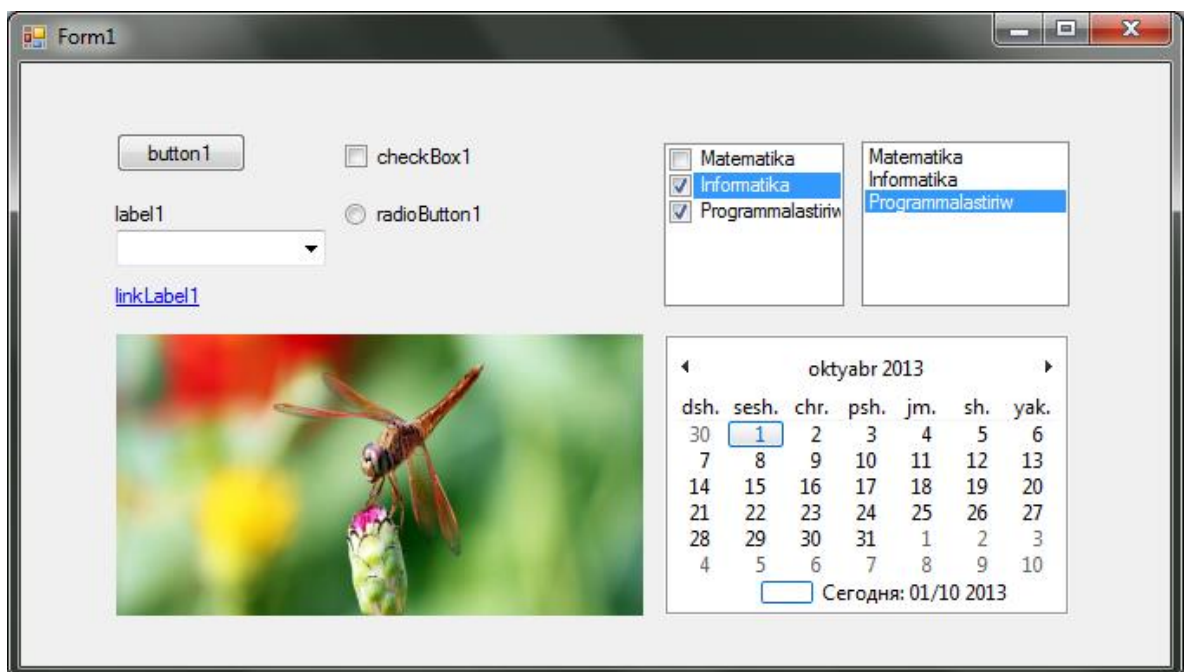 Form1
button1
checkBox1
label1
radioButton1
linkLabel1
Matematika
Informatika
Programmalastiriw
Matematika
Informatika
Programmalastiriw
oktyabr 2013
dsh. sesh. chr. psh. jm. sh. yak.
30 1 2 3 4 5 6
7 8 9 10 11 12 13
14 15 16 17 18 19 20
21 22 23 24 25 26 27
28 29 30 31 1 2 3
4 5 6 7 8 9 10
Сегодня: 01/10 2013